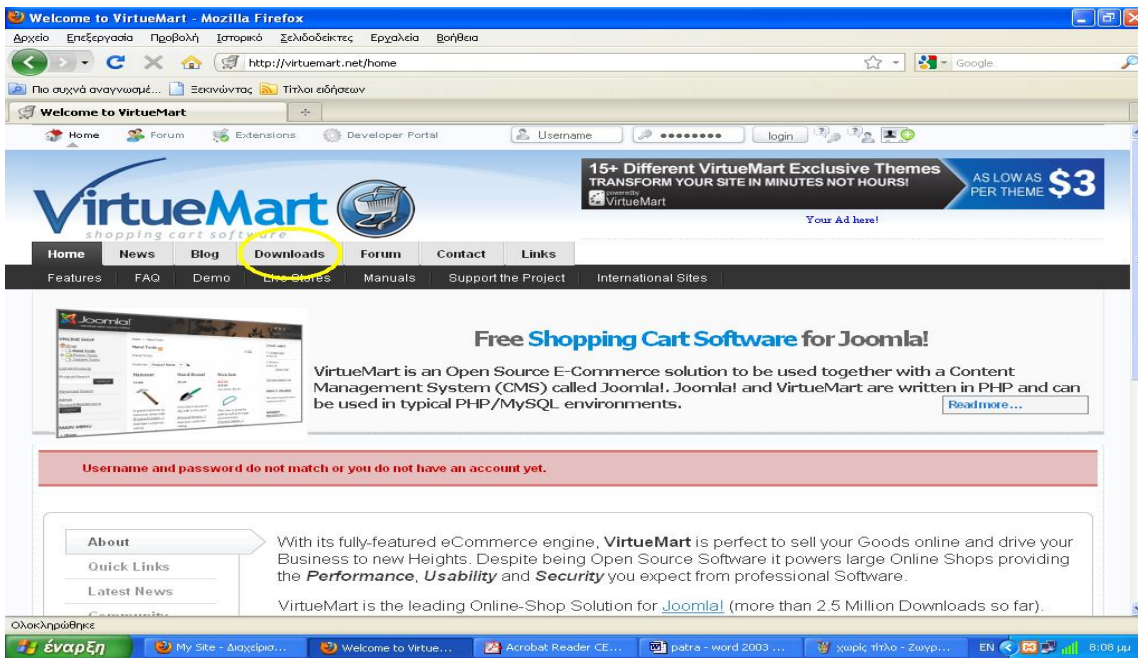 Welcome to VirtueMart - Mozilla Firefox
Αρχείο Επεξεργασία Προβολή Ιστορικό Σελιδοδείκτες Εργαλεία Βοήθεια
http://virtuemart.net/home Google
Πιο συχνά αναγνωσμέ... Ξεκινώντας Τίτλοι ειδήσεων
Welcome to VirtueMart
Home Forum Extensions Developer Portal Username login
15+ Different VirtueMart Exclusive Themes
TRANSFORM YOUR SITE IN MINUTES NOT HOURS!
powered by
VirtueMart
AS LOW AS
PER THEME $3
VirtueMart
shopping cart software
Your Ad here!
Home News Blog Downloads Forum Contact Links
Features FAQ Demo Live Stores Manuals Support the Project International Sites
Joomla!
Free Shopping Cart Software for Joomla!
VirtueMart is an Open Source E-Commerce solution to be used together with a Content
Management System (CMS) called Joomla!. Joomla! and VirtueMart are written in PHP and can
be used in typical PHP/MySQL environments.
Read more...
Username and password do not match or you do not have an account yet.
About
Quick Links
Latest News
Community
With its fully-featured eCommerce engine, VirtueMart is perfect to sell your Goods online and drive your
Business to new Heights. Despite being Open Source Software it powers large Online Shops providing
the Performance, Usability and Security you expect from professional Software.
VirtueMart is the leading Online-Shop Solution for Joomla! (more than 2.5 Million Downloads so far).
Ολοκληρώθηκε
έναρξη My Site - Διαχείρισ... Welcome to Virtue... Acrobat Reader CE... patra - word 2003 ... χωρίς τίτλο - Ζωγρ... EN 8:08 μμ